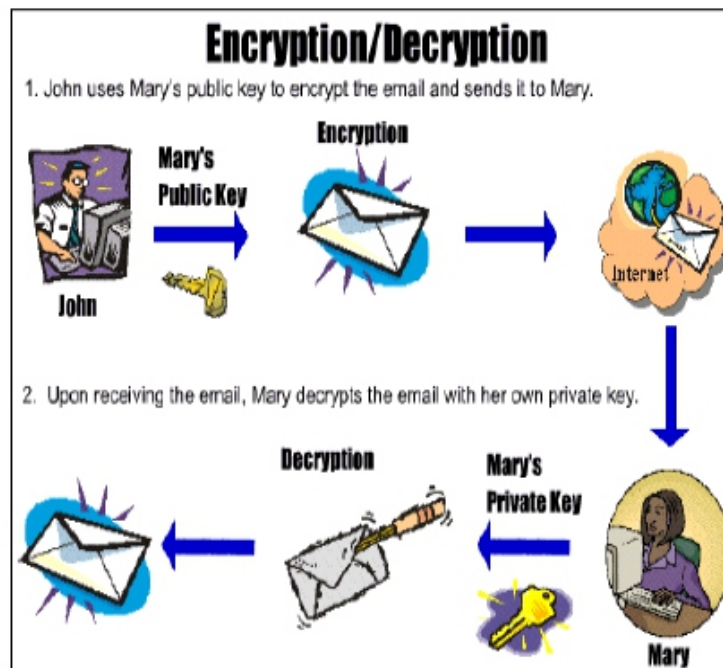 Encryption/Decryption
1. John uses Mary's public key to encrypt the email and sends it to Mary.
Encryption
Mary's
Public Key
Internet
John
2. Upon receiving the email, Mary decrypts the email with her own private key.
Decryption
Mary's
Private Key
Mary